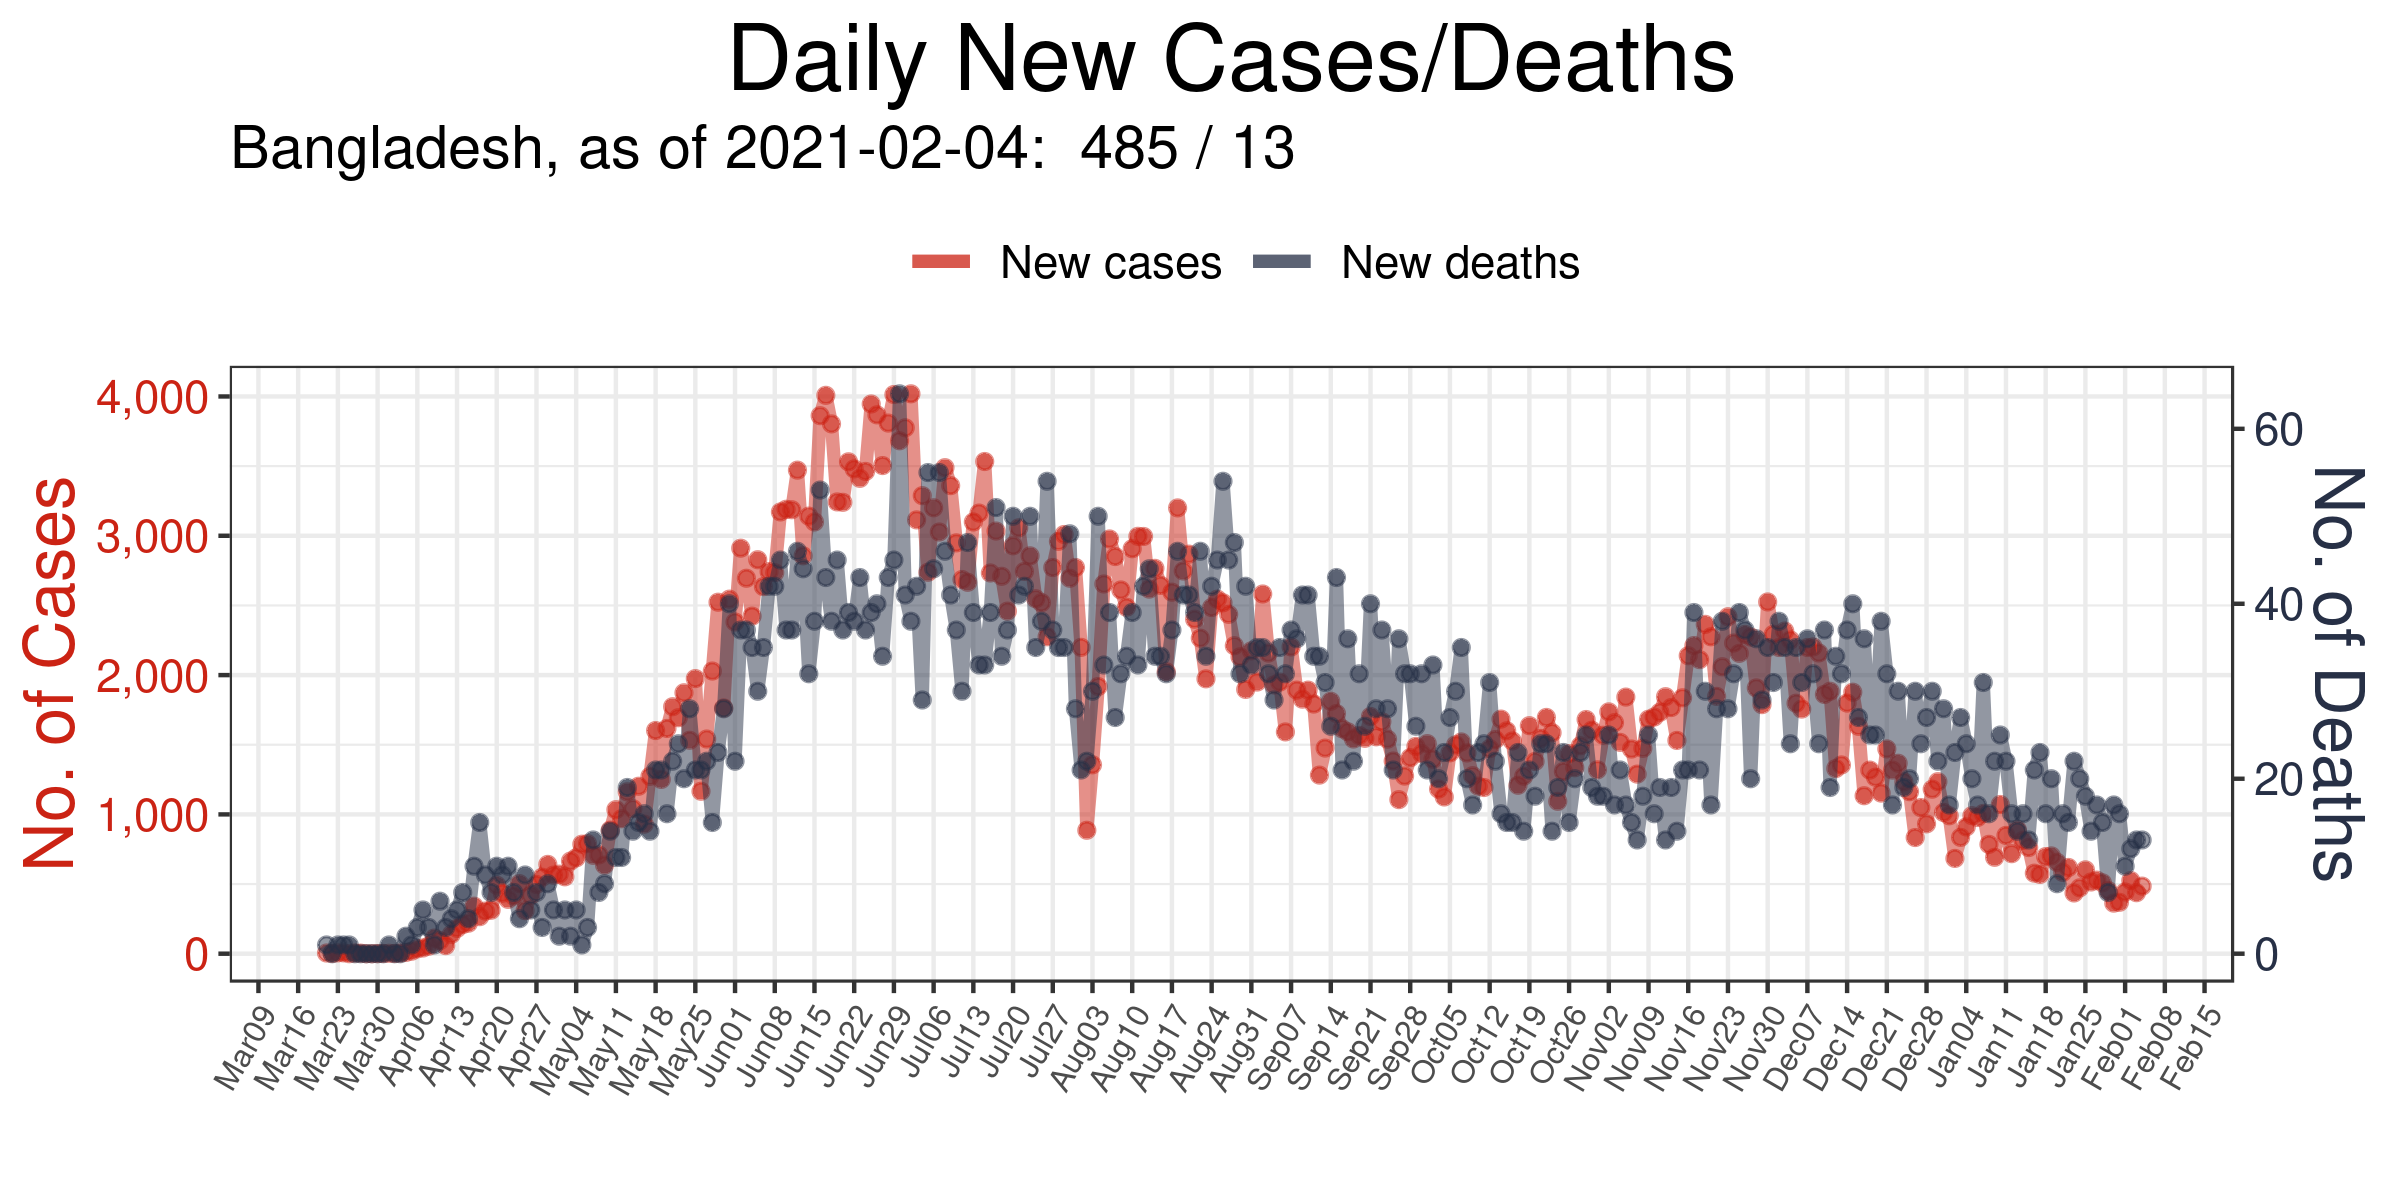 Daily New Cases/Deaths
Bangladesh, as of 2021-02-04:  485 / 13
New cases New deaths
No. of Cases
4,000
3,000
2,000
1,000
0
60
40
20
0
No. of Deaths
Mar09 Mar16 Mar23 Mar30 Apr06 Apr13 Apr20 Apr27 May04 May11 May18 May25 Jun01 Jun08 Jun15 Jun22 Jun29 Jul06 Jul13 Jul20 Jul27 Aug03 Aug10 Aug17 Aug24 Aug31 Sep07 Sep14 Sep21 Sep28 Oct05 Oct12 Oct19 Oct26 Nov02 Nov09 Nov16 Nov23 Nov30 Nov07 Dec14 Dec21 Dec28 Dec04 Jan11 Jan18 Jan25 Feb01 Feb08 Feb15